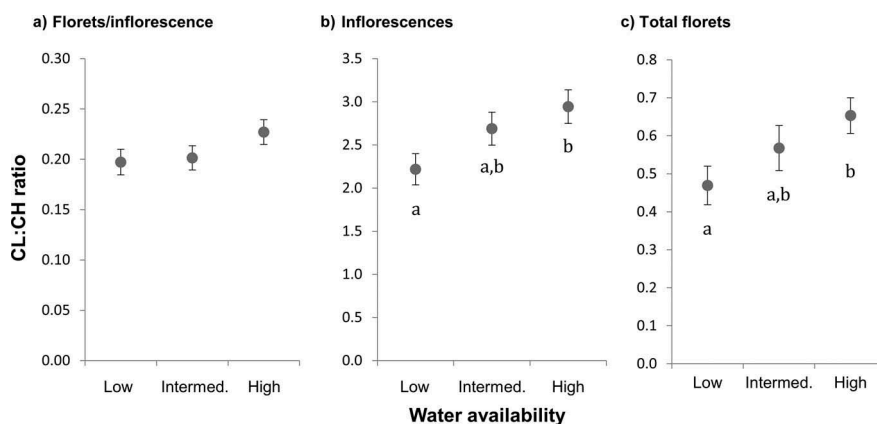 a) Florets/inflorescence
b) Inflorescences
c) Total florets
CL:CH ratio
0.30
0.25
0.20
0.15
0.10
0.05
0.00
Low Intermed. High
3.5
3.0
2.5
2.0
1.5
1.0
0.5
0.0
a
a,b
b
Low Intermed. High
0.8
0.7
0.6
0.5
0.4
0.3
0.2
0.1
0.0
a
a,b
b
Low Intermed. High
Water availability